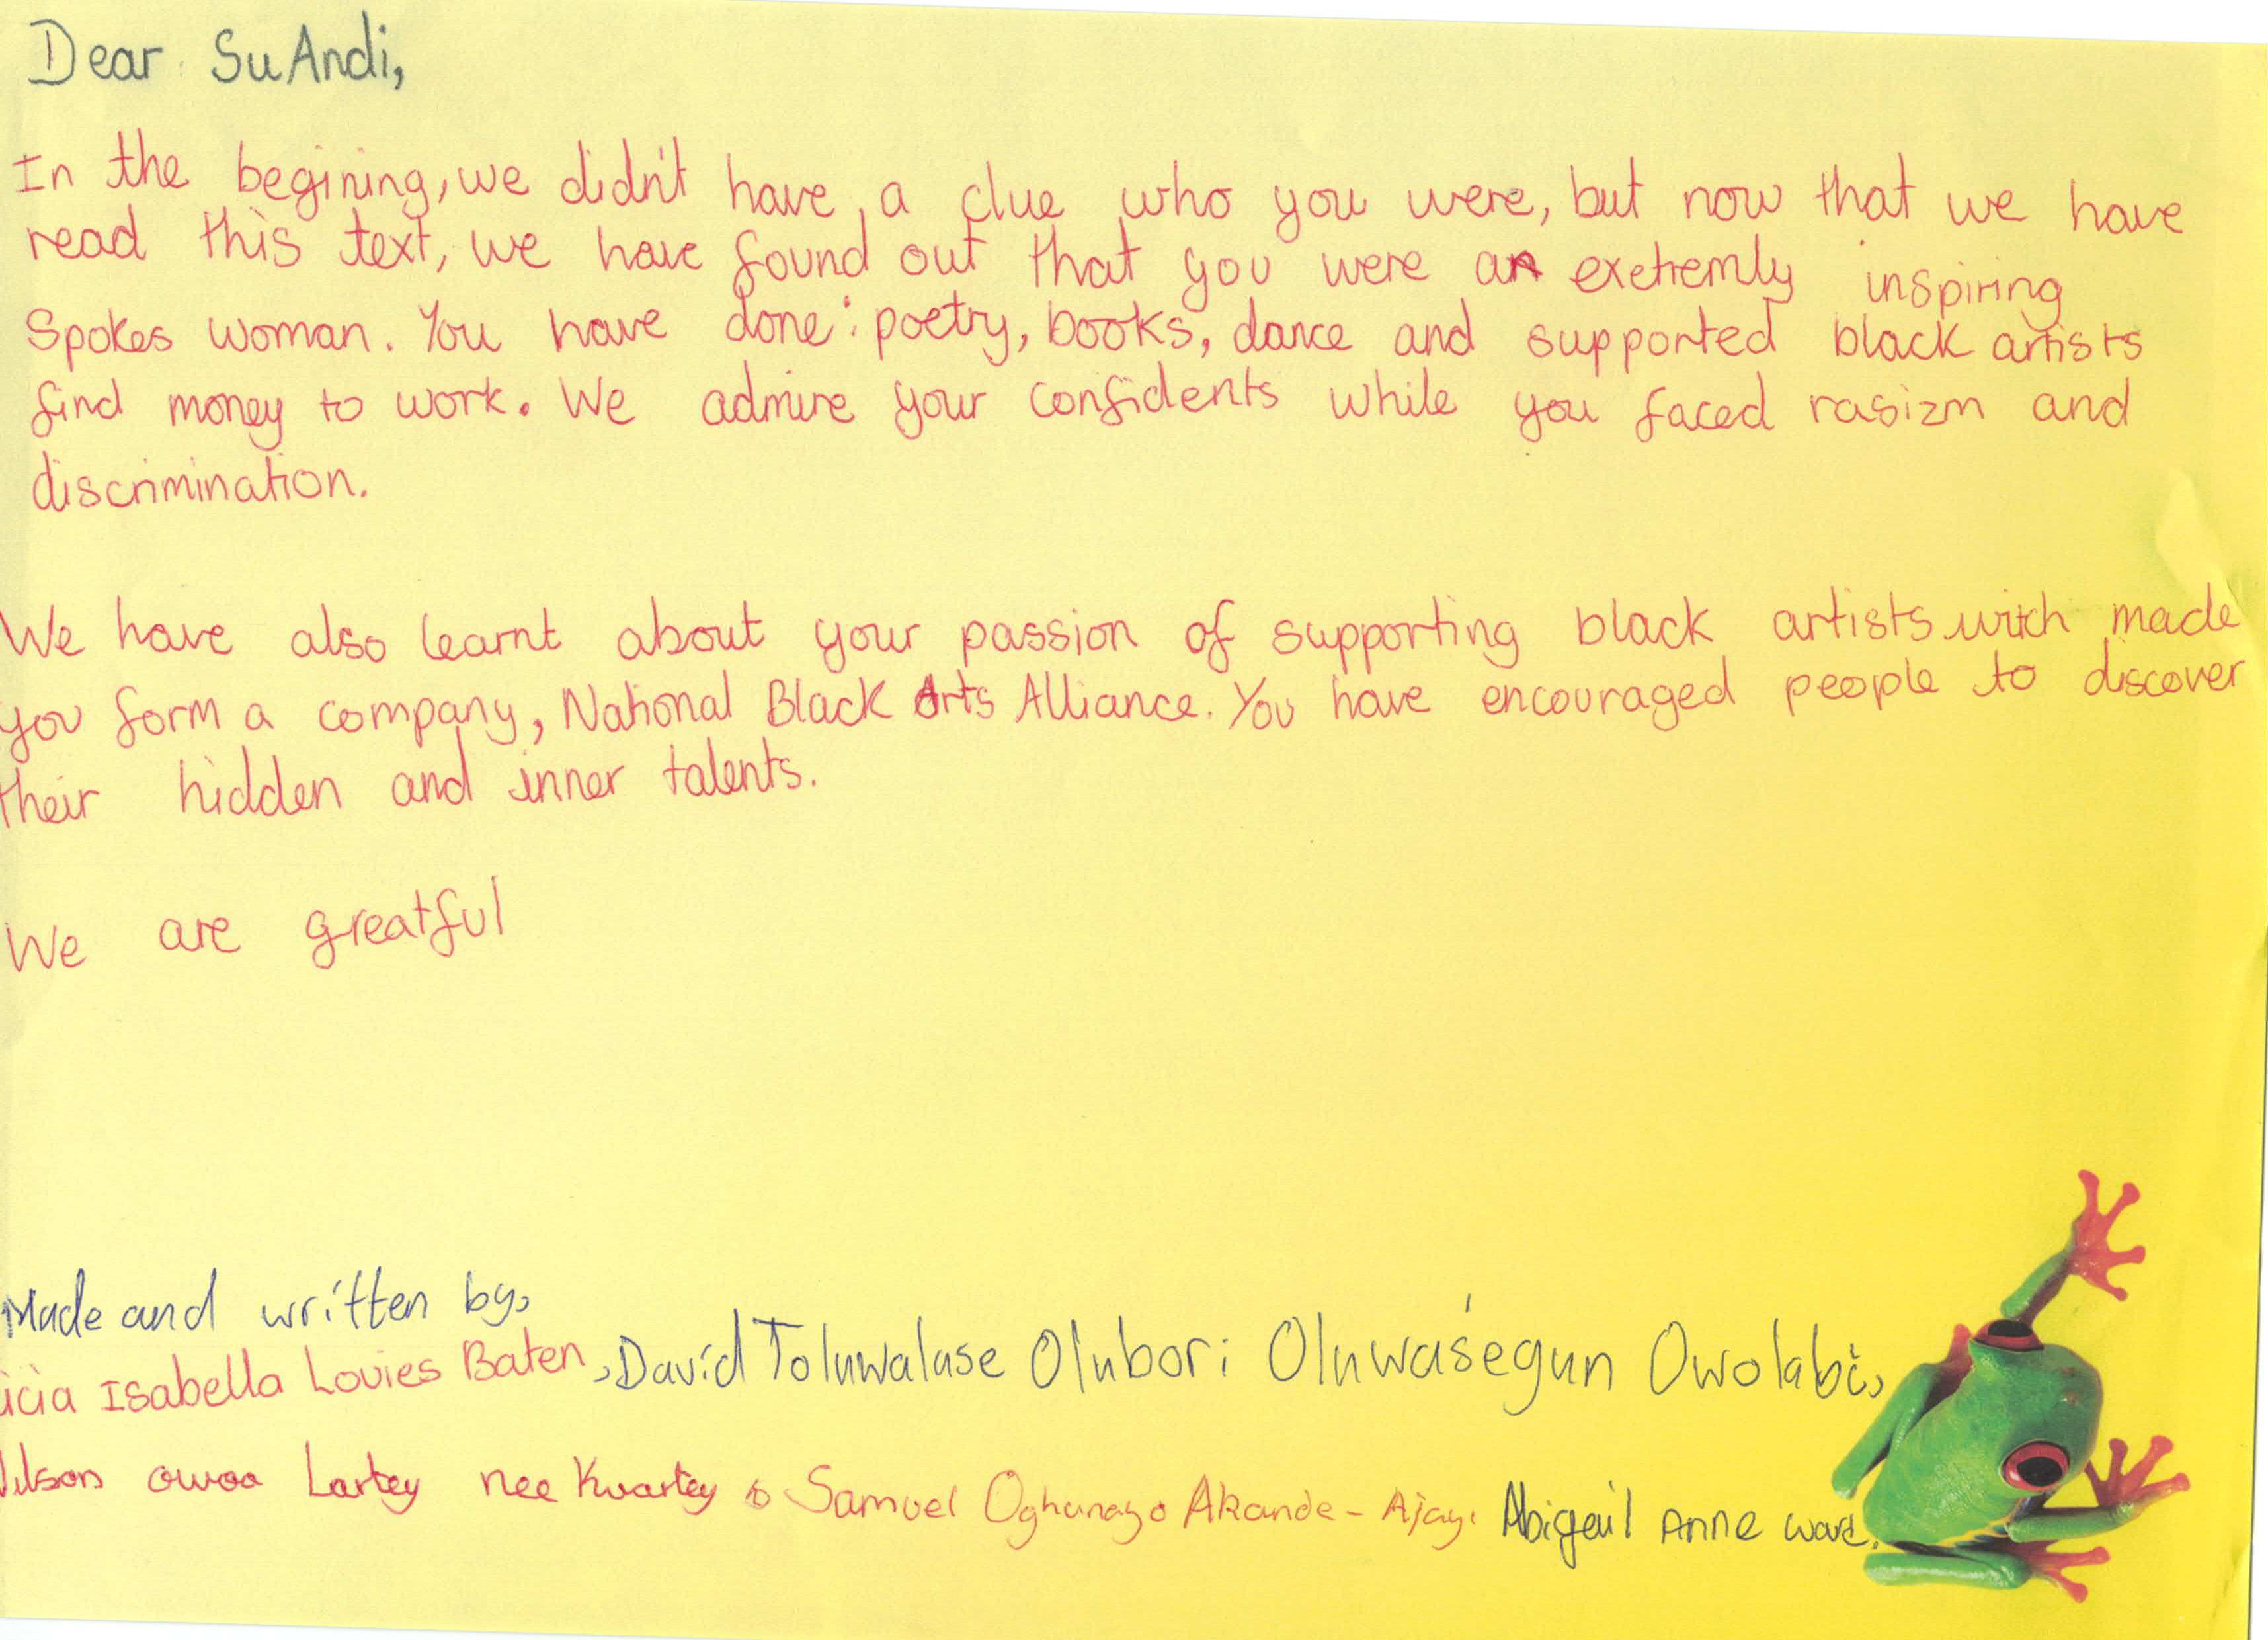 Dear SuAndi,
In the begining, we didn't have a clue who you were, but now that we have
read this text, we have found out that you were an exetremly inspiring
Spokes woman. You have done: poetry, books, dance and supported black artists
find money to work. We admire your confidents while you faced rasizm and
discrimination.
We have also learnt about your passion of supporting black artists wich made
you form a company, National Black Arts Alliance. You have encouraged people to discover
their hidden and inner talents.
We are greatful
Made and written by,
icia Isabella Lovies Baten, David Toluwalase Olubori Oluwasegun Owolabi,
owoa Lartey nee Kwartey Samuel Akande-Ajayi Abigail Anne ward.